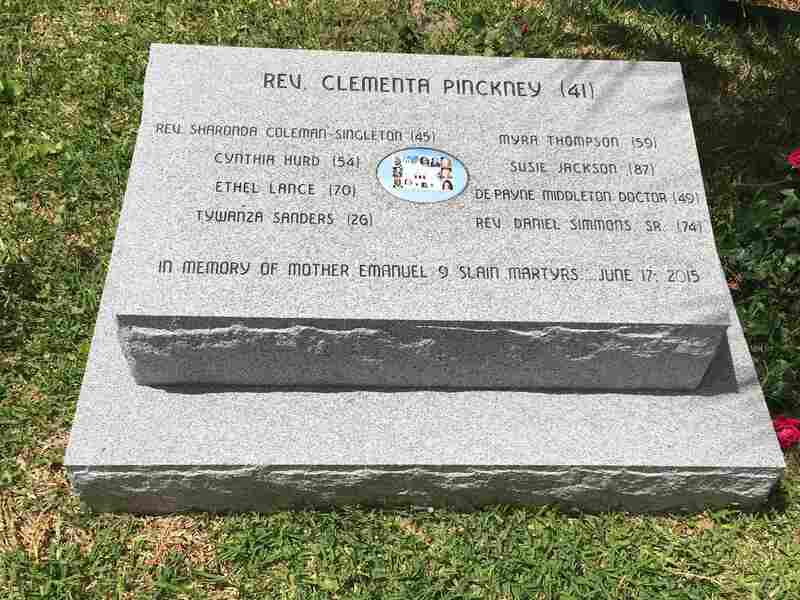 REV. CLEMENTA PINCKNEY (41)
REV. SHARONDA COLEMAN-SINGLETON (45)
CYNTHIA HURD (54)
ETHEL LANCE (70)
TYWANZA SANDERS (26)
MYRA THOMPSON (59)
SUSIE JACKSON (87)
DE PAYNE MIDDLETON DOCTOR (49)
REV. DANIEL SIMMONS, SR. (74)
IN MEMORY OF MOTHER EMANUEL 9 SLAIN MARTYRS....JUNE 17, 2015